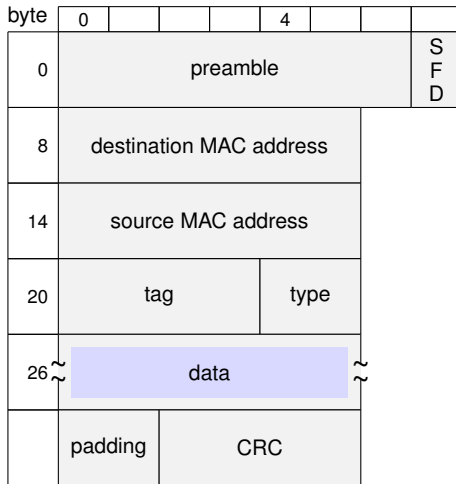 byte 0 4
0 preamble S F D
8 destination MAC address
14 source MAC address
20 tag type
26 ~ ~ data ~ ~
padding CRC